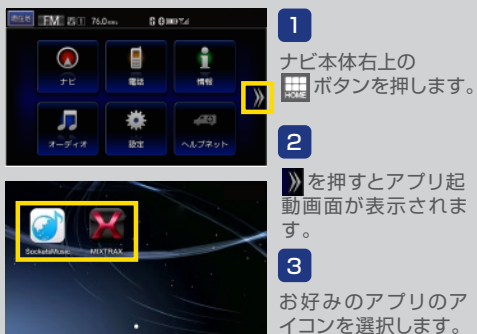 FM 76.0MHz
ナビ
電話
情報
オーディオ
設定
ヘルプネット
SocketsMusic
MIXTRAX
1
ナビ本体右上の
HOME ボタンを押します。
2
を押すとアプリ起
動画面が表示されま
す。
3
お好みのアプリのア
イコンを選択します。